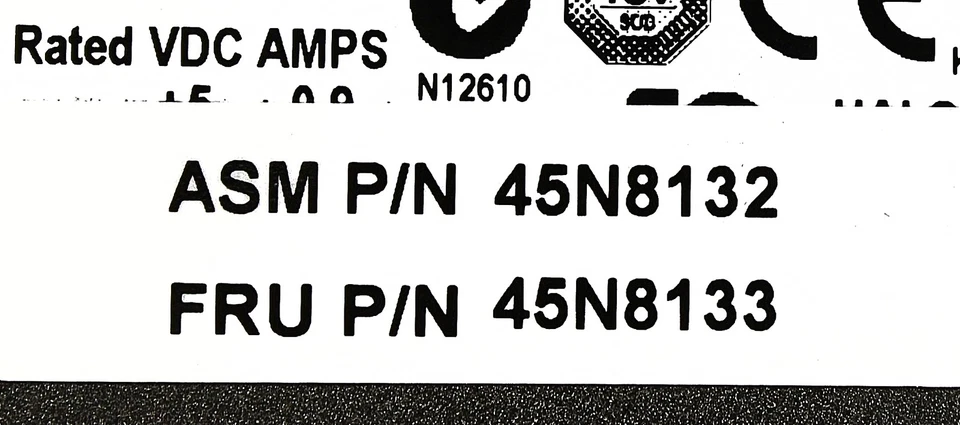 Rated VDC AMPS
N12610
ASM P/N 45N8132
FRU P/N 45N8133